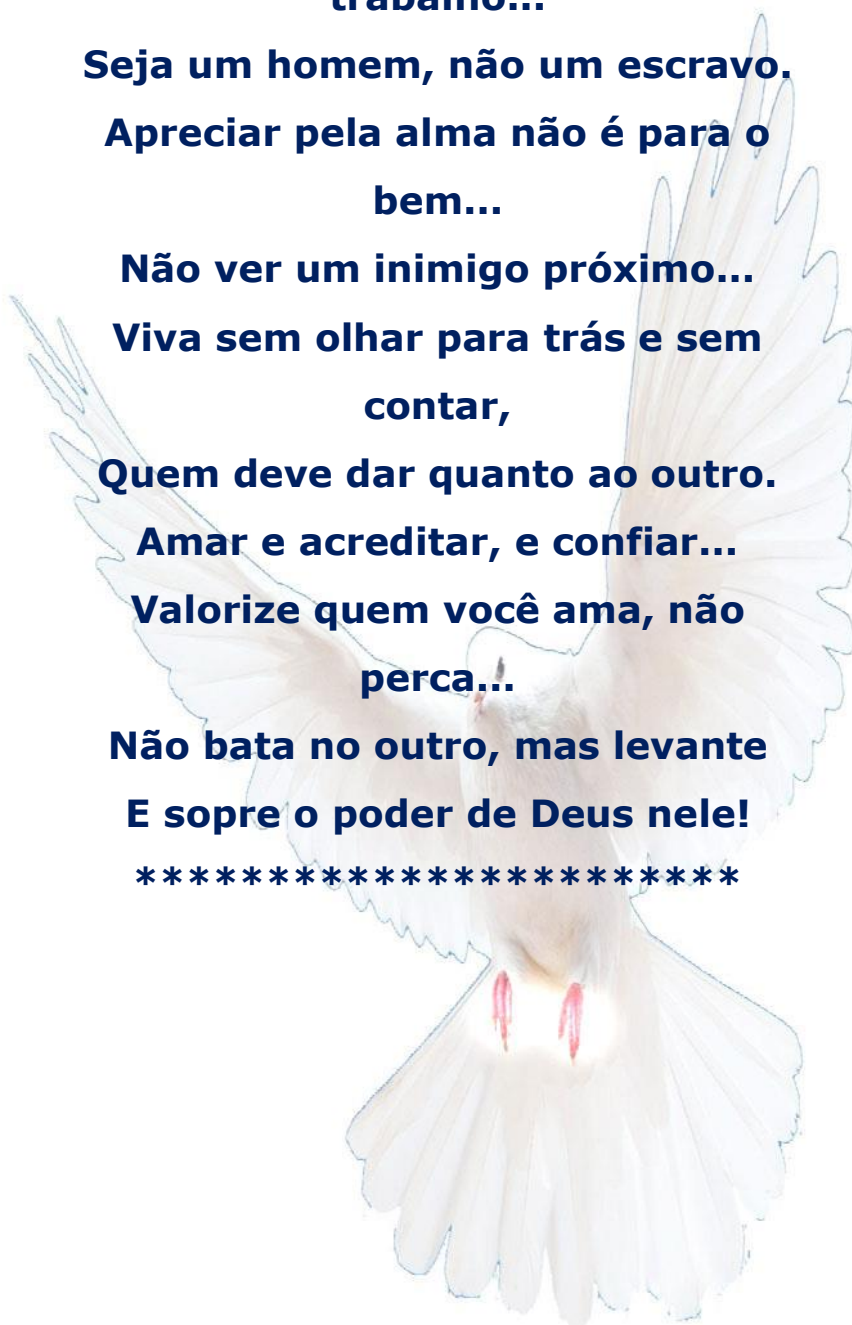 trabalho...
Seja um homem, não um escravo.
Apreciar pela alma não é para o
bem...
Não ver um inimigo próximo...
Viva sem olhar para trás e sem
contar,
Quem deve dar quanto ao outro.
Amar e acreditar, e confiar...
Valorize quem você ama, não
perca...
Não bata no outro, mas levante
E sopre o poder de Deus nele!
***********************